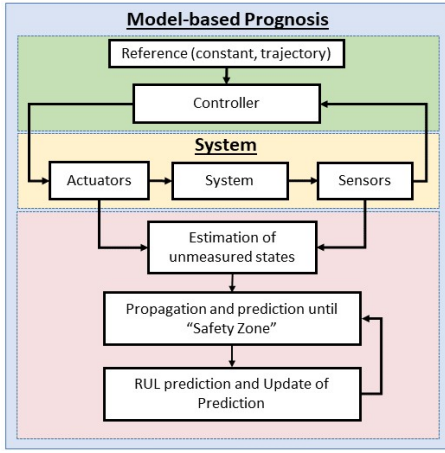 Model-based Prognosis
Reference (constant, trajectory)
Controller
System
Actuators
System
Sensors
Estimation of
unmeasured states
Propagation and prediction until
“Safety Zone”
RUL prediction and Update of
Prediction